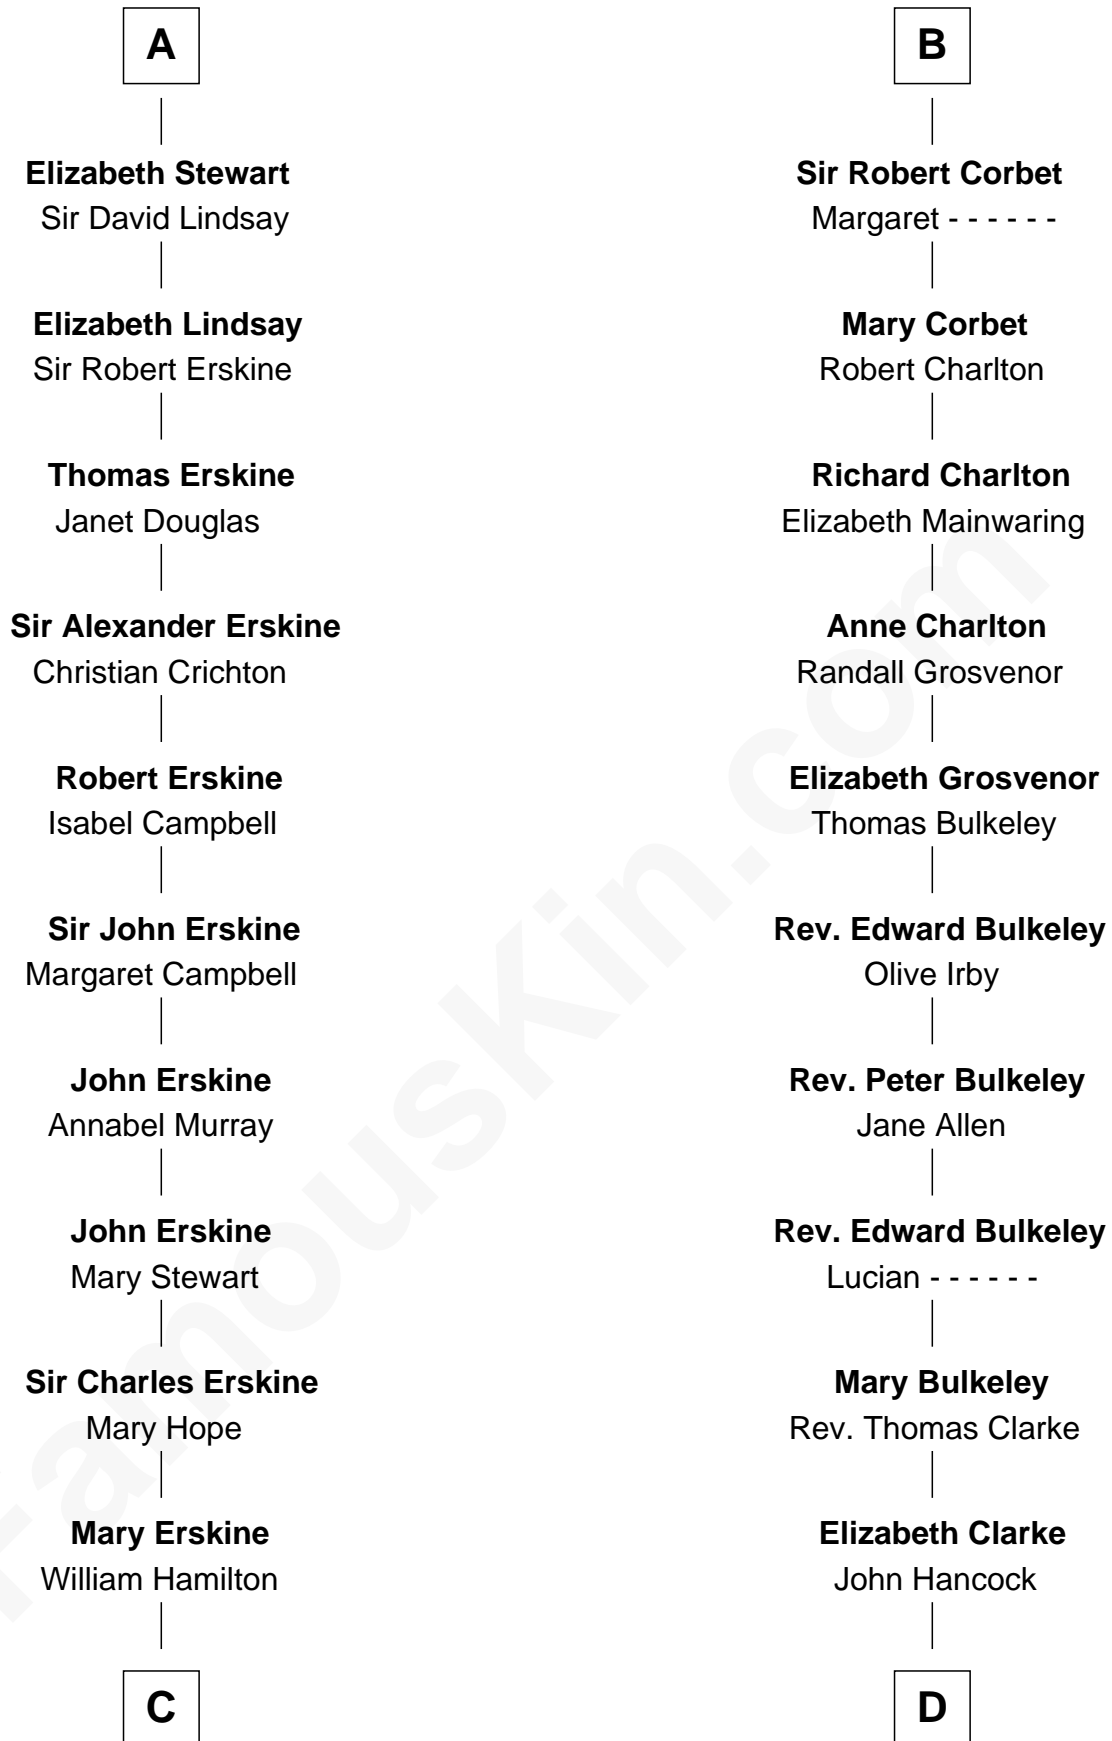 A
Elizabeth Stewart
Sir David Lindsay
Elizabeth Lindsay
Sir Robert Erskine
Thomas Erskine
Janet Douglas
Sir Alexander Erskine
Christian Crichton
Robert Erskine
Isabel Campbell
Sir John Erskine
Margaret Campbell
John Erskine
Annabel Murray
John Erskine
Mary Stewart
Sir Charles Erskine
Mary Hope
Mary Erskine
William Hamilton
C
B
Sir Robert Corbet
Margaret - - - - - -
Mary Corbet
Robert Charlton
Richard Charlton
Elizabeth Mainwaring
Anne Charlton
Randall Grosvenor
Elizabeth Grosvenor
Thomas Bulkeley
Rev. Edward Bulkeley
Olive Irby
Rev. Peter Bulkeley
Jane Allen
Rev. Edward Bulkeley
Lucian - - - - - -
Mary Bulkeley
Rev. Thomas Clarke
Elizabeth Clarke
John Hancock
D
FamousKin.com